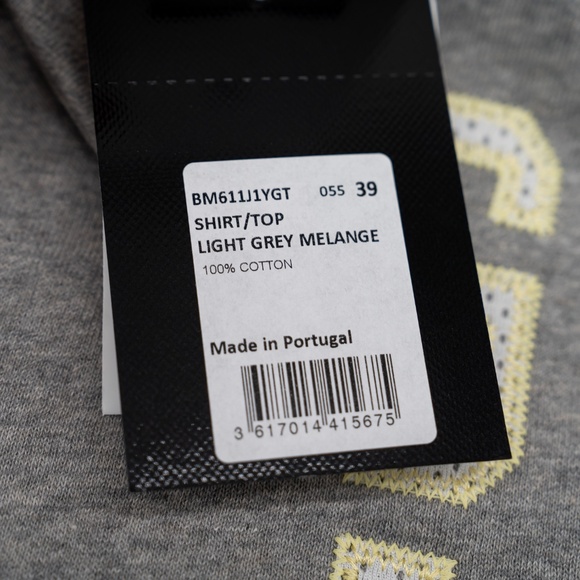 BM611J1YGT 055 39
SHIRT/TOP
LIGHT GREY MELANGE
100% COTTON
Made in Portugal
3 617014 415675